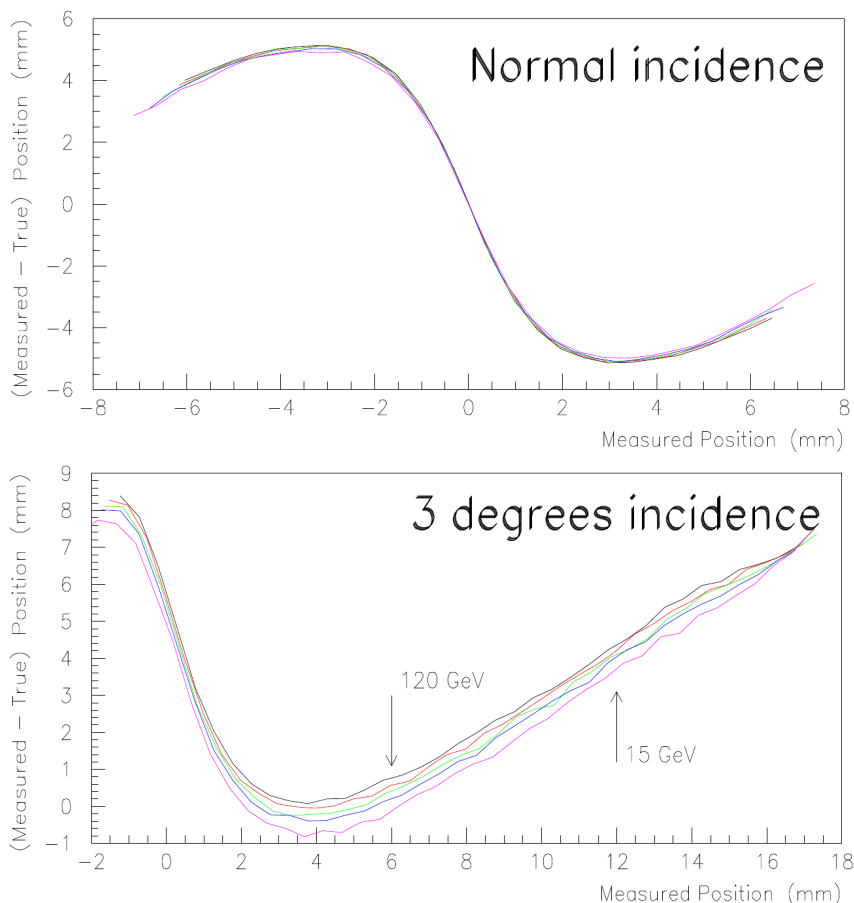 Normal incidence
(Measured − True) Position (mm)
6
4
2
0
−2
−4
−6
−8 −6 −4 −2 0 2 4 6 8
Measured Position (mm)
3 degrees incidence
(Measured − True) Position (mm)
9
8
7
6
5
4
3
2
1
0
−1
120 GeV
15 GeV
−2 0 2 4 6 8 10 12 14 16 18
Measured Position (mm)